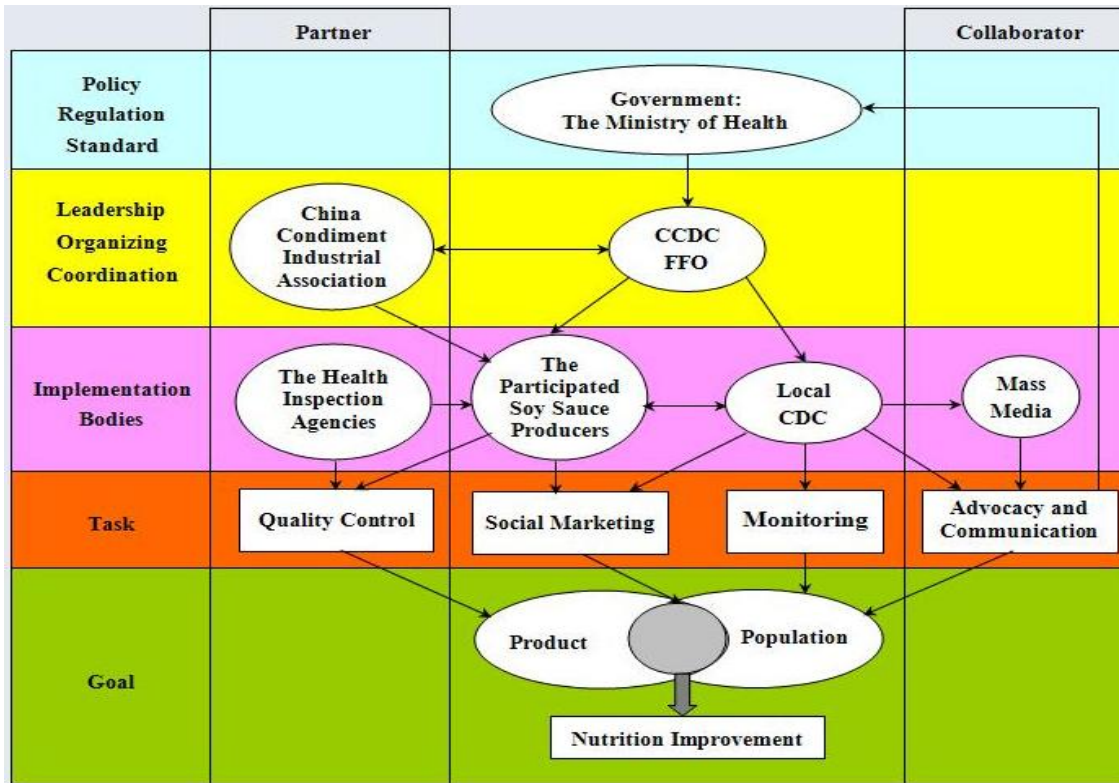 Partner
Collaborator
Policy
Regulation
Standard
Government:
The Ministry of Health
Leadership
Organizing
Coordination
China
Condiment
Industrial
Association
CCDC
FFO
Implementation
Bodies
The Health
Inspection
Agencies
The
Participated
Soy Sauce
Producers
Local
CDC
Mass
Media
Task
Quality Control
Social Marketing
Monitoring
Advocacy and
Communication
Goal
Product
Population
Nutrition Improvement